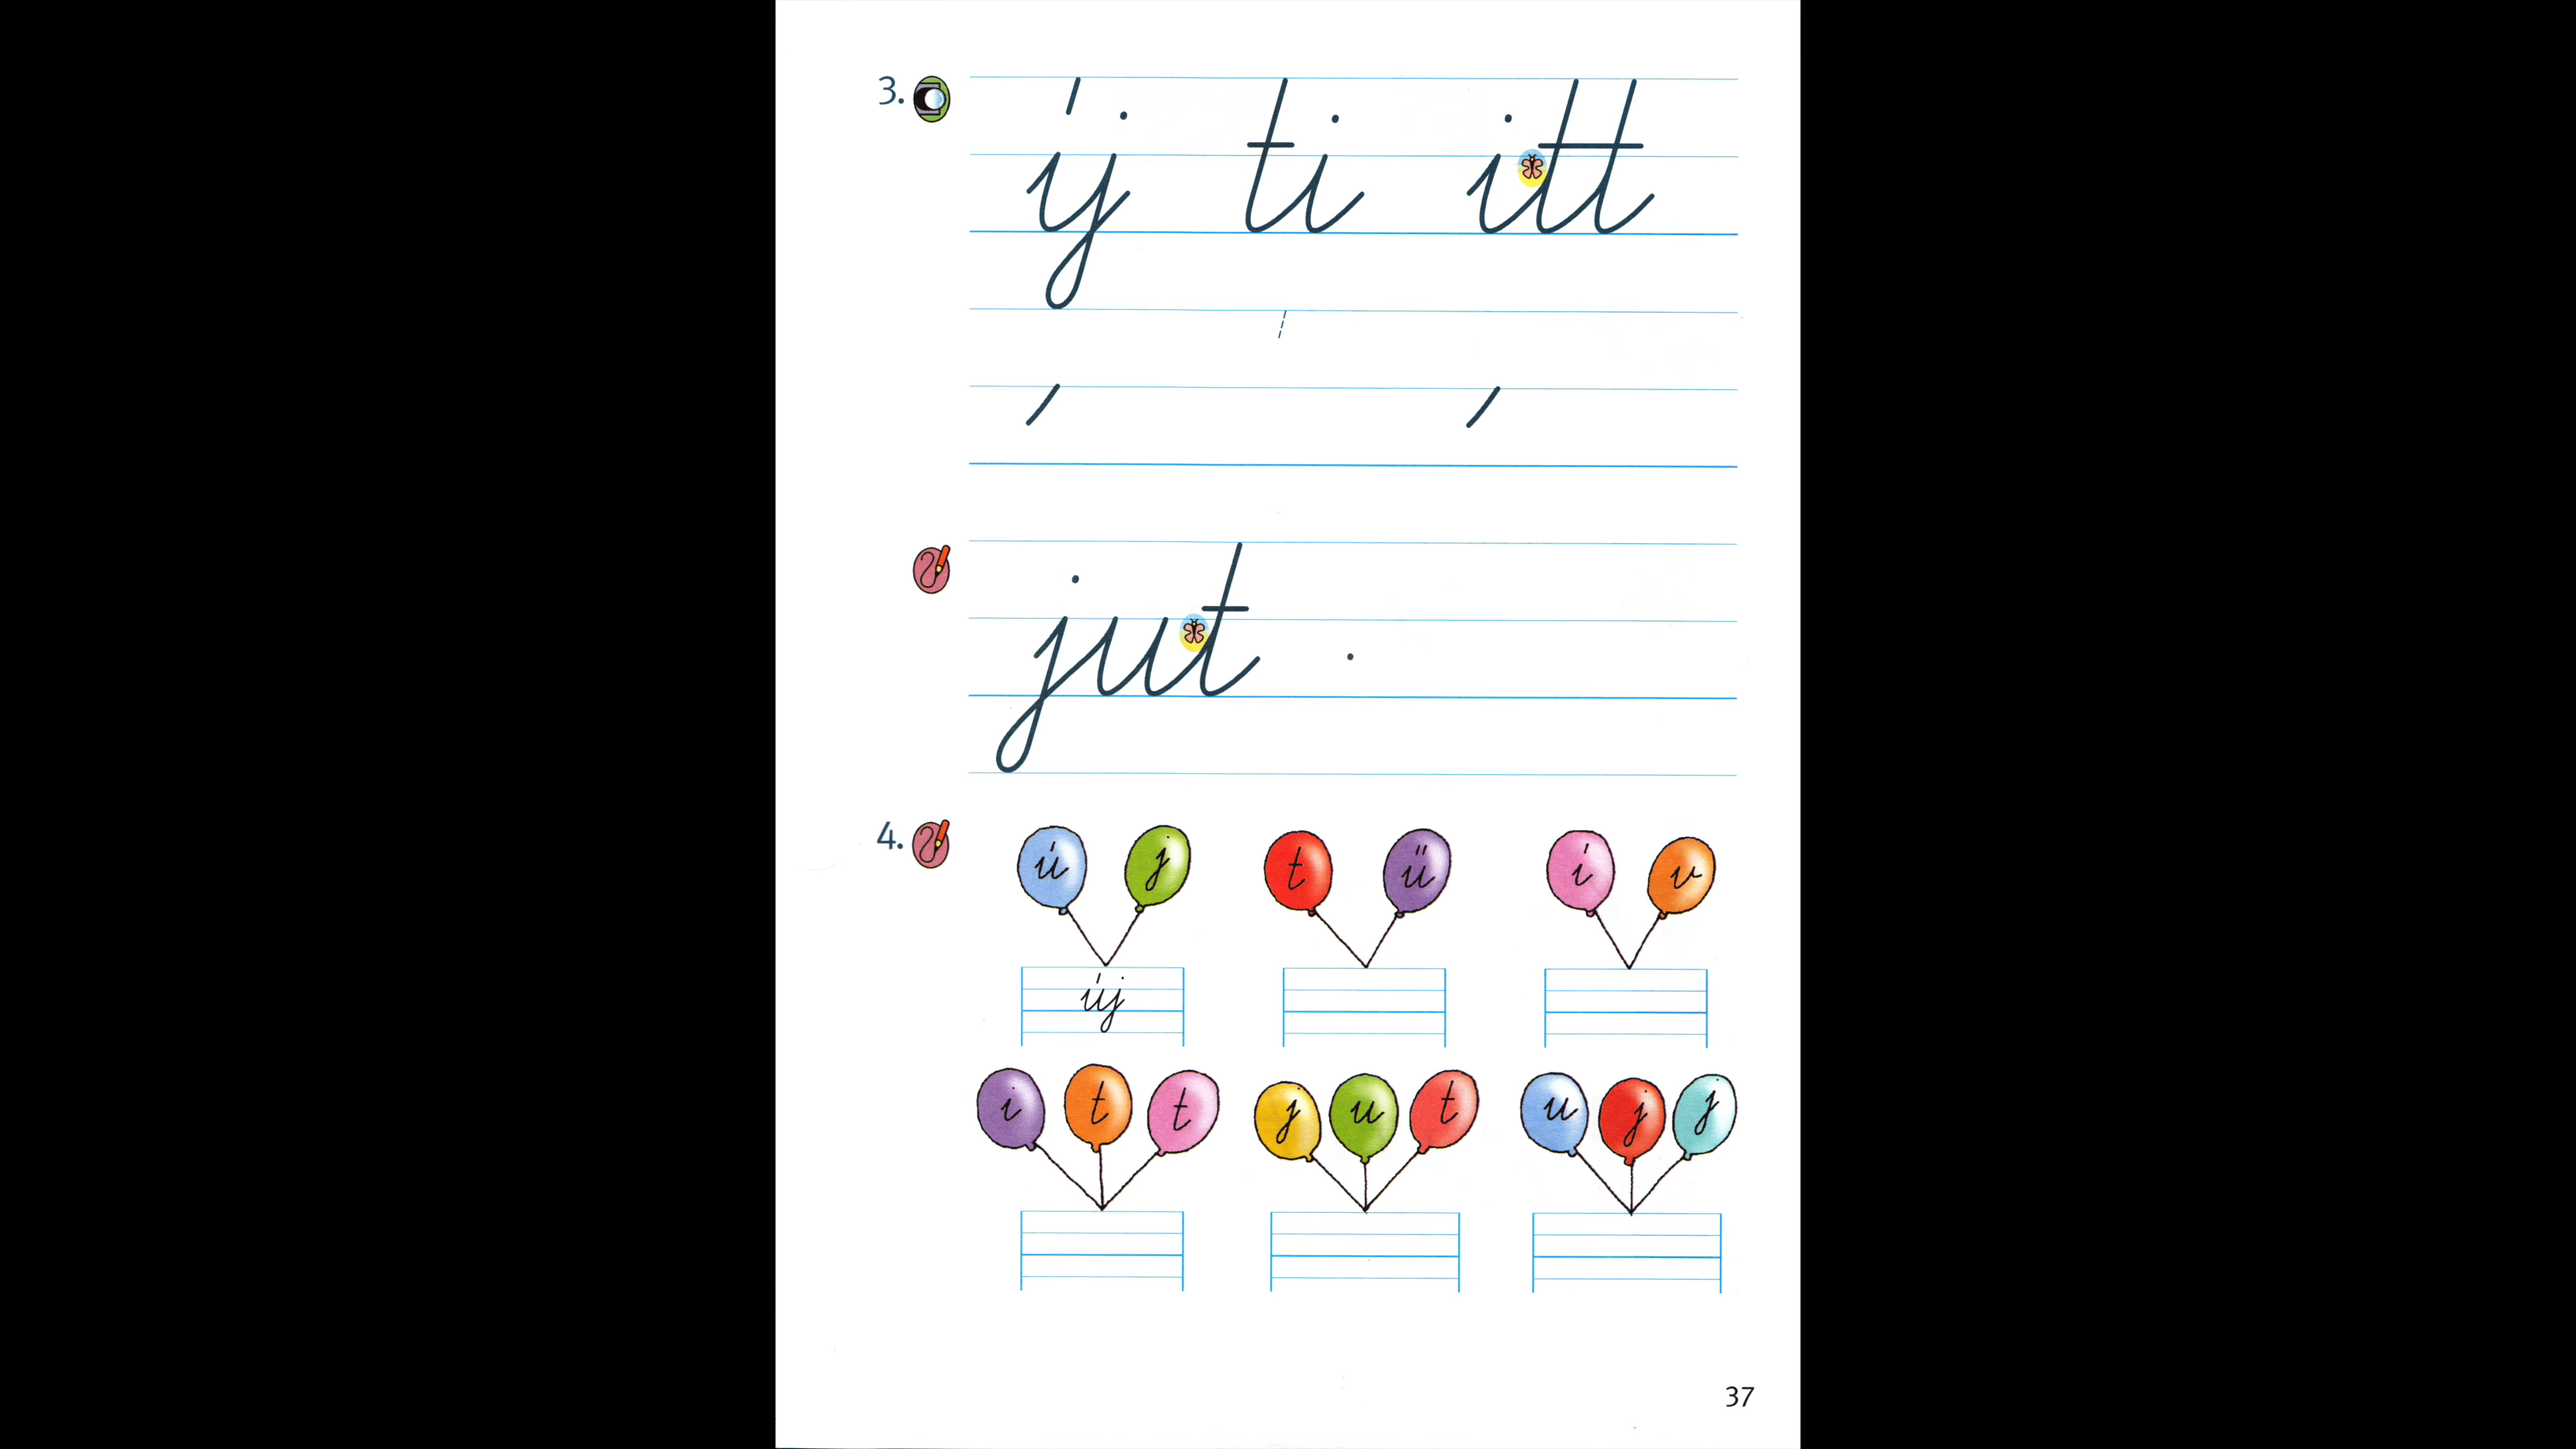 3.
íj ti itt
jut
4.
ú j t ü í v
új
i t t j u t u j j
37